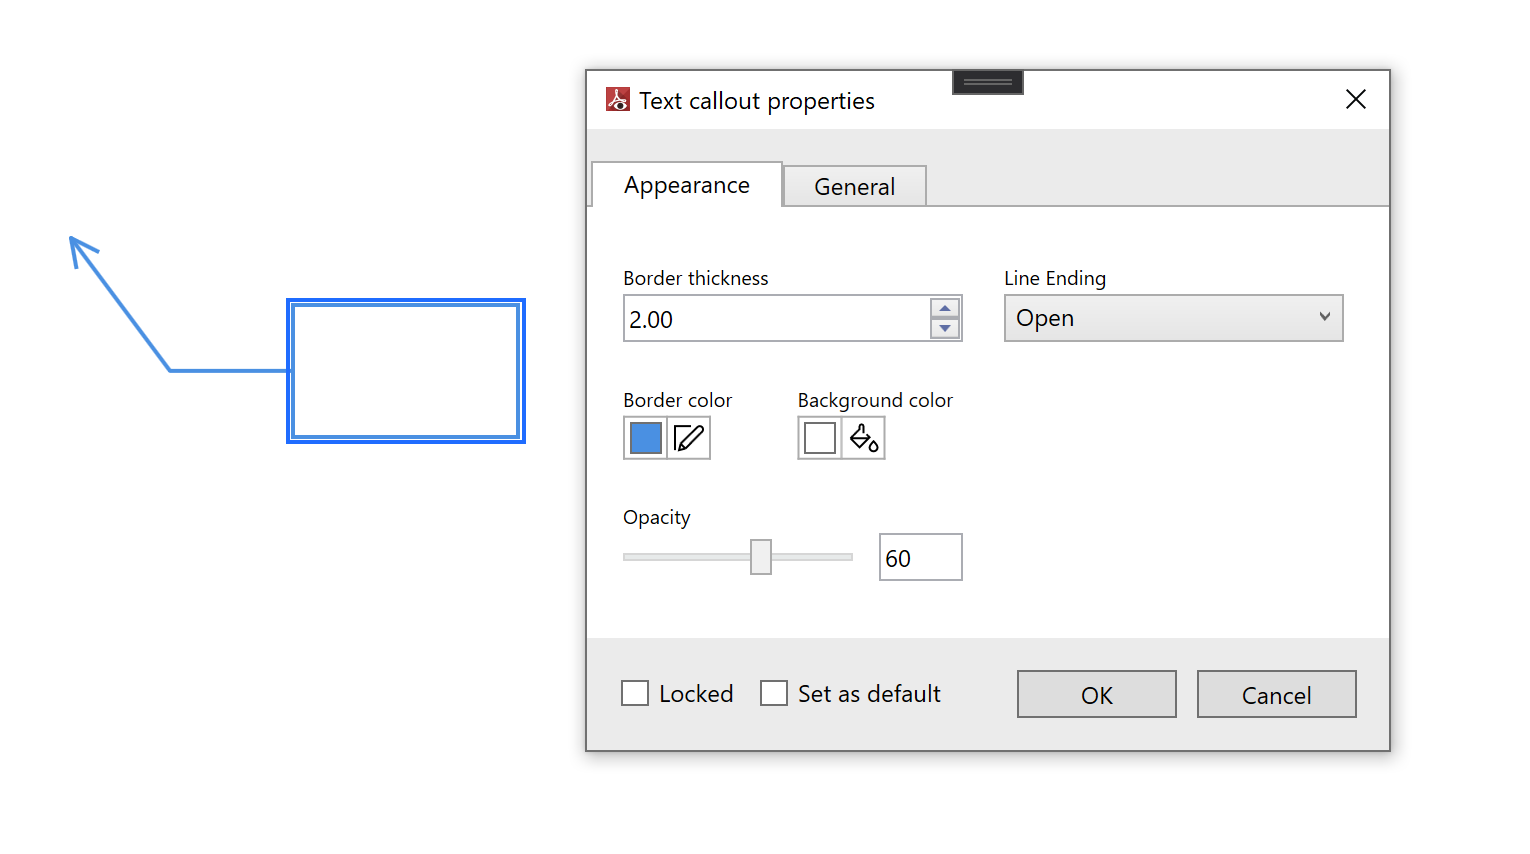 Text callout properties
Appearance
General
Border thickness
Line Ending
2.00
Open
Border color
Background color
Opacity
60
Locked
Set as default
OK
Cancel